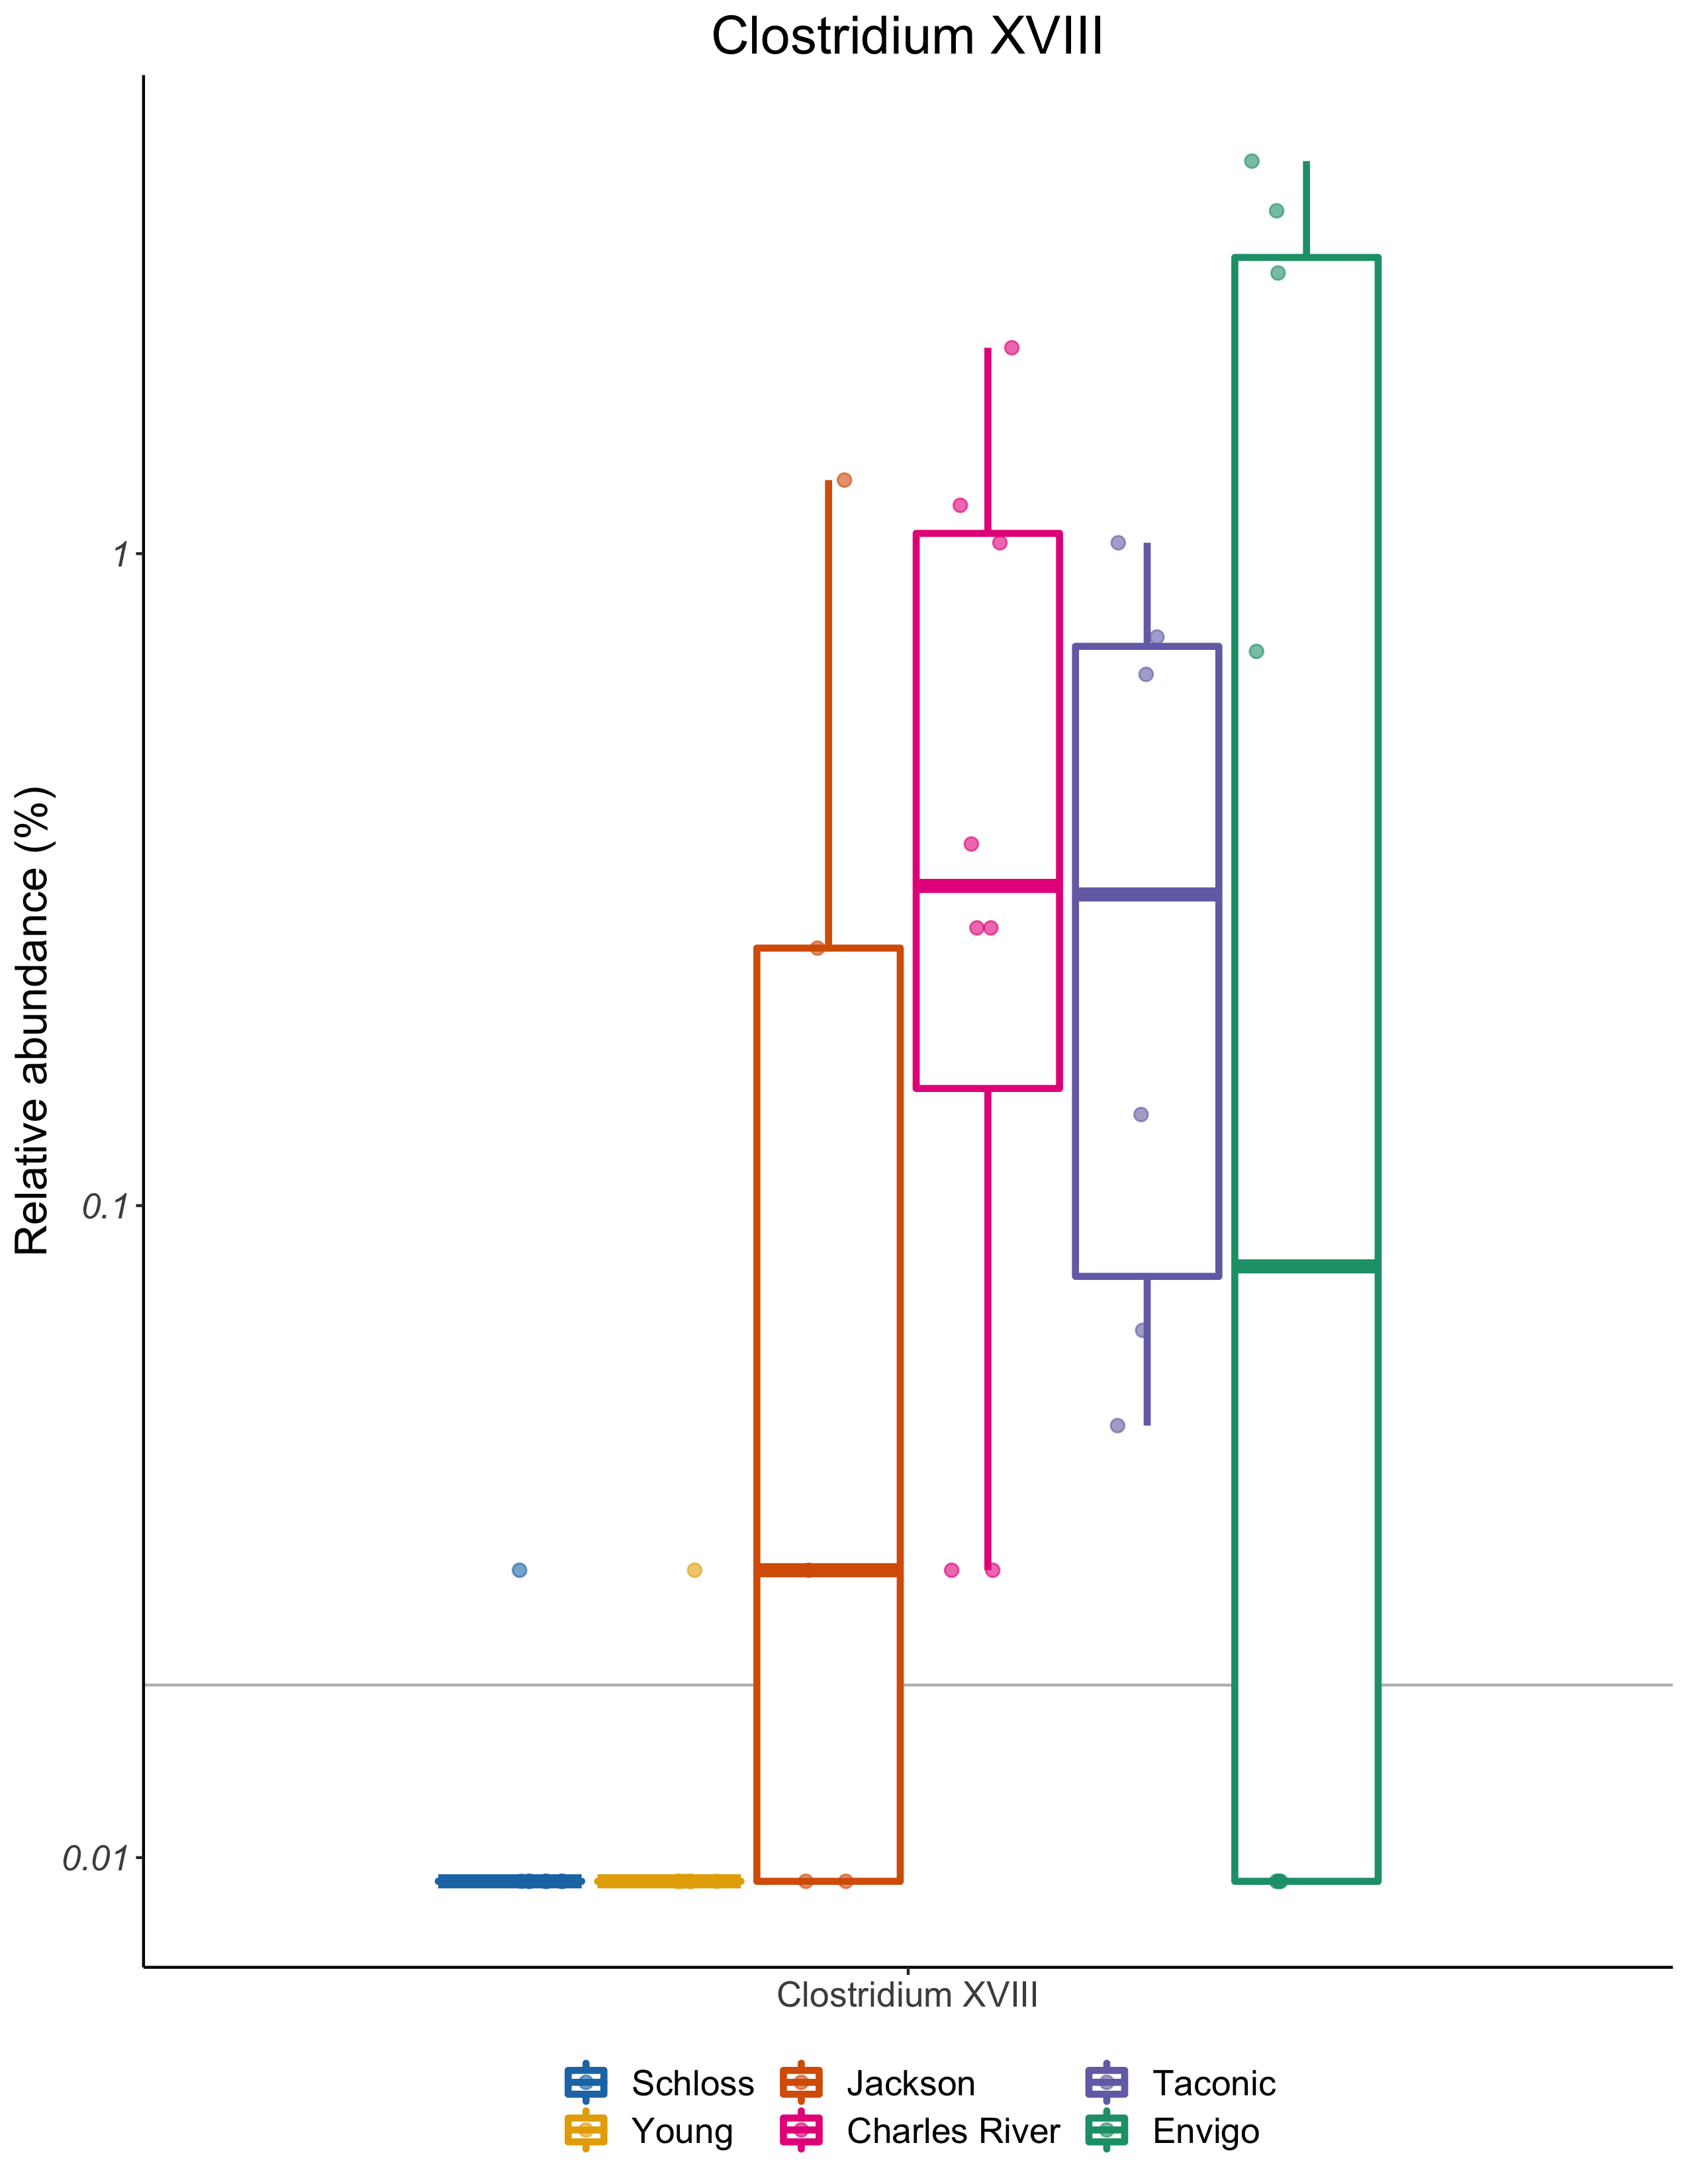 Clostridium XVIII
Relative abundance (%)
1
0.1
0.01
Clostridium XVIII
Schloss
Jackson
Taconic
Young
Charles River
Envigo